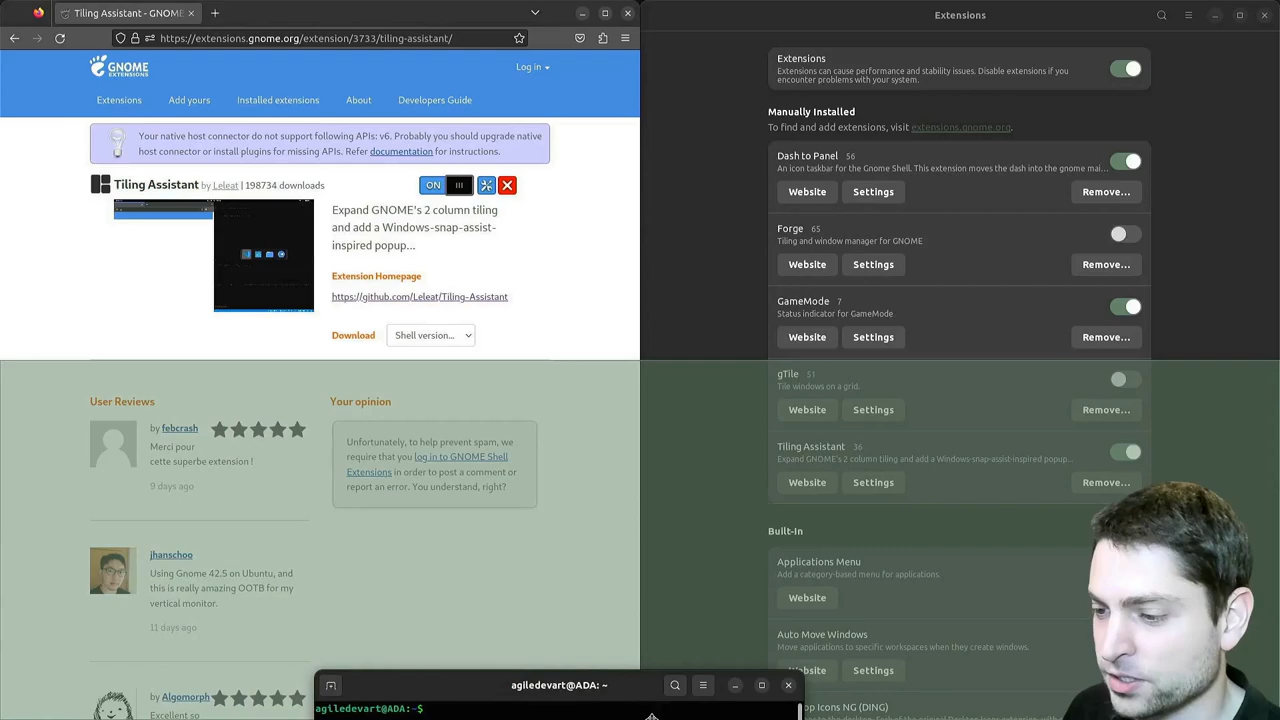 Tiling Assistant - GNOME
https://extensions.gnome.org/extension/3733/tiling-assistant/
GNOME
EXTENSIONS
Log in
Extensions
Add yours
Installed extensions
About
Developers Guide
Your native host connector do not support following APIs: v6. Probably you should upgrade native
host connector or install plugins for missing APIs. Refer documentation for instructions.
Tiling Assistant by Leleat | 198734 downloads
ON
Expand GNOME's 2 column tiling
and add a Windows-snap-assist-
inspired popup...
Extension Homepage
https://github.com/Leleat/Tiling-Assistant
Download
Shell version...
User Reviews
by febcrash
Merci pour
cette superbe extension !
9 days ago
jhanschoo
Using Gnome 42.5 on Ubuntu, and
this is really amazing OOTB for my
vertical monitor.
11 days ago
by Algomorph
Excellent so
Your opinion
Unfortunately, to help prevent spam, we
require that you log in to GNOME Shell
Extensions in order to post a comment or
report an error. You understand, right?
Extensions
Extensions
Extensions can cause performance and stability issues. Disable extensions if you
encounter problems with your system.
Manually Installed
To find and add extensions, visit extensions.gnome.org.
Dash to Panel 56
An icon taskbar for the Gnome Shell. This extension moves the dash into the gnome mai...
Website
Settings
Remove...
Forge 65
Tiling and window manager for GNOME
Website
Settings
Remove...
GameMode 7
Status indicator for GameMode
Website
Settings
Remove...
gTile 51
Tile windows on a grid.
Website
Settings
Remove...
Tiling Assistant 36
Expand GNOME's 2 column tiling and add a Windows-snap-assist-inspired popup...
Website
Settings
Remove...
Built-In
Applications Menu
Add a category-based menu for applications.
Website
Auto Move Windows
Move applications to specific workspaces when they create windows.
Settings
Icons NG (DING)
agiledevart@ADA: ~
agiledevart@ADA:~$